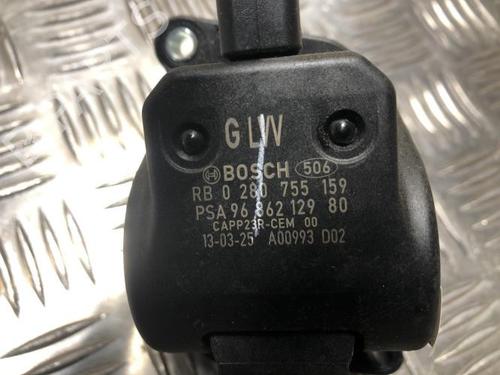 GLW
BOSCH 506
RB 0 280 755 159
PSA 96 862 129 80
CAPP23R-CEM 00
13-03-25 A00993 D02